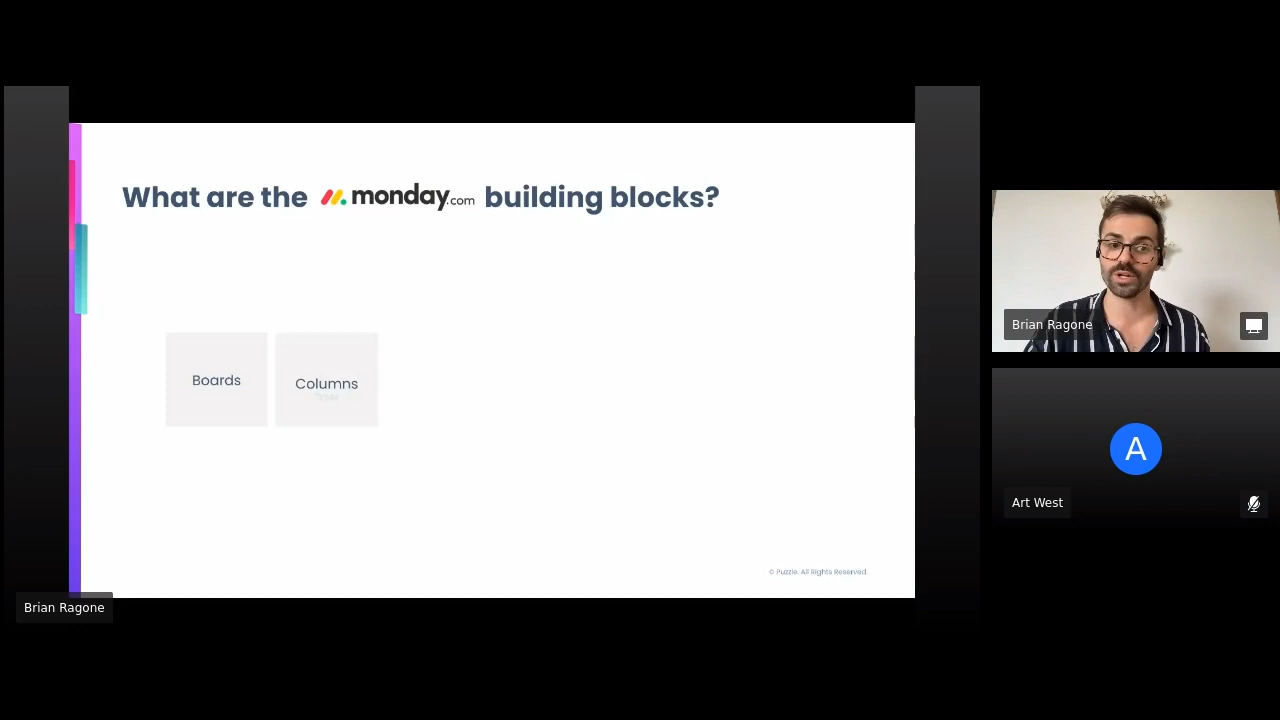 What are the monday.com building blocks?
Boards
Columns
© Puzzle. All Rights Reserved.
Brian Ragone
Brian Ragone
A
Art West